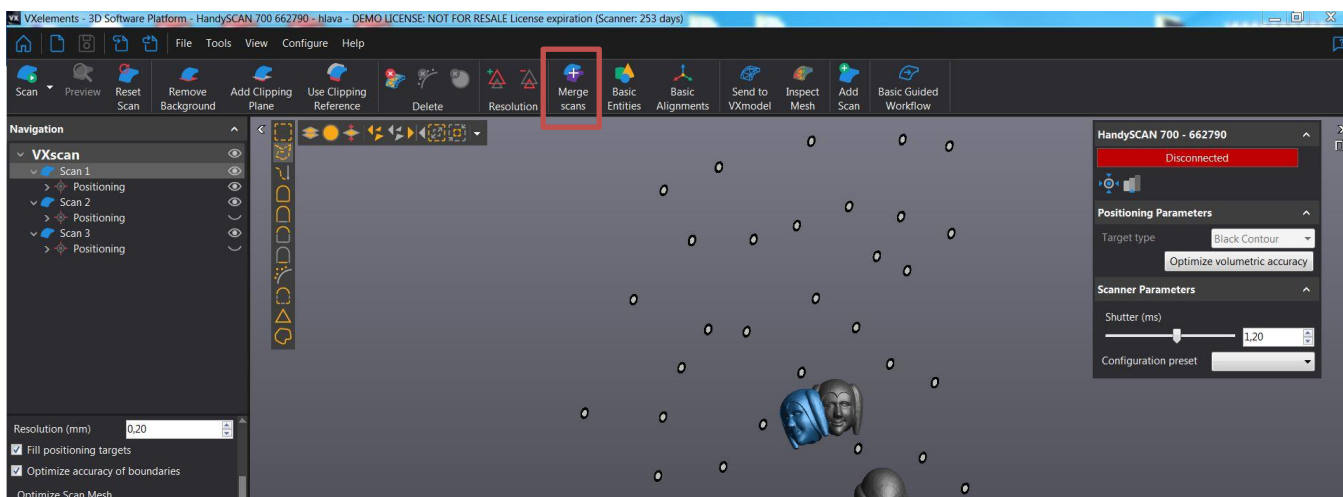 VXelements - 3D Software Platform - HandySCAN 700 662790 - hlava - DEMO LICENSE: NOT FOR RESALE License expiration (Scanner: 253 days)
File Tools View Configure Help
Scan
Preview
Reset
Scan
Remove
Background
Add Clipping
Plane
Use Clipping
Reference
Delete
Resolution
Merge
scans
Basic
Entities
Basic
Alignments
Send to
VXmodel
Inspect
Mesh
Add
Scan
Basic Guided
Workflow
Navigation
VXscan
Scan 1
Positioning
Scan 2
Positioning
Scan 3
Positioning
Resolution (mm) 0,20
Fill positioning targets
Optimize accuracy of boundaries
Optimize Scan Mesh
HandySCAN 700 - 662790
Disconnected
Positioning Parameters
Target type Black Contour
Optimize volumetric accuracy
Scanner Parameters
Shutter (ms)
1,20
Configuration preset